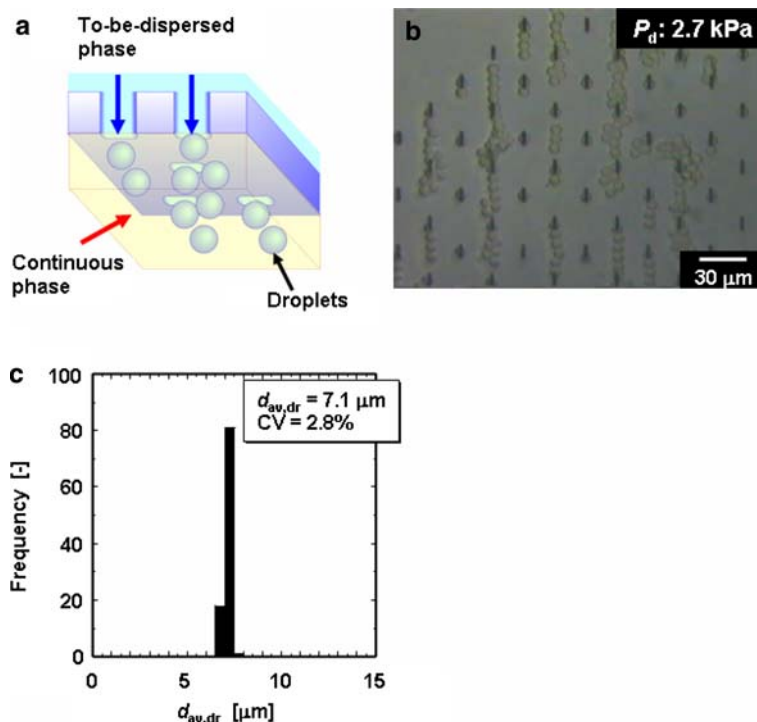 a
To-be-dispersed
phase
Continuous
phase
Droplets
b
Pd: 2.7 kPa
30 μm
c
100
80
60
40
20
0
Frequency [-]
dav,dr = 7.1 μm
CV = 2.8%
0
5
10
15
dav,dr [μm]